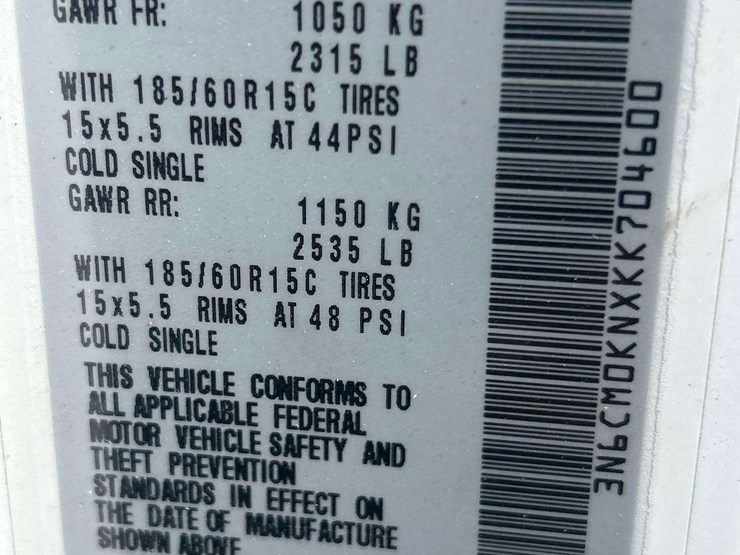 GAWR FR: 1050 KG
2315 LB
WITH 185/60R15C TIRES
15x5.5 RIMS AT 44PSI
COLD SINGLE
GAWR RR: 1150 KG
2535 LB
WITH 185/60R15C TIRES
15x5.5 RIMS AT 48 PSI
COLD SINGLE
THIS VEHICLE CONFORMS TO
ALL APPLICABLE FEDERAL
MOTOR VEHICLE SAFETY AND
THEFT PREVENTION
STANDARDS IN EFFECT ON
THE DATE OF MANUFACTURE
SHOWN ABOVE
3N6CM0KNXKK704600